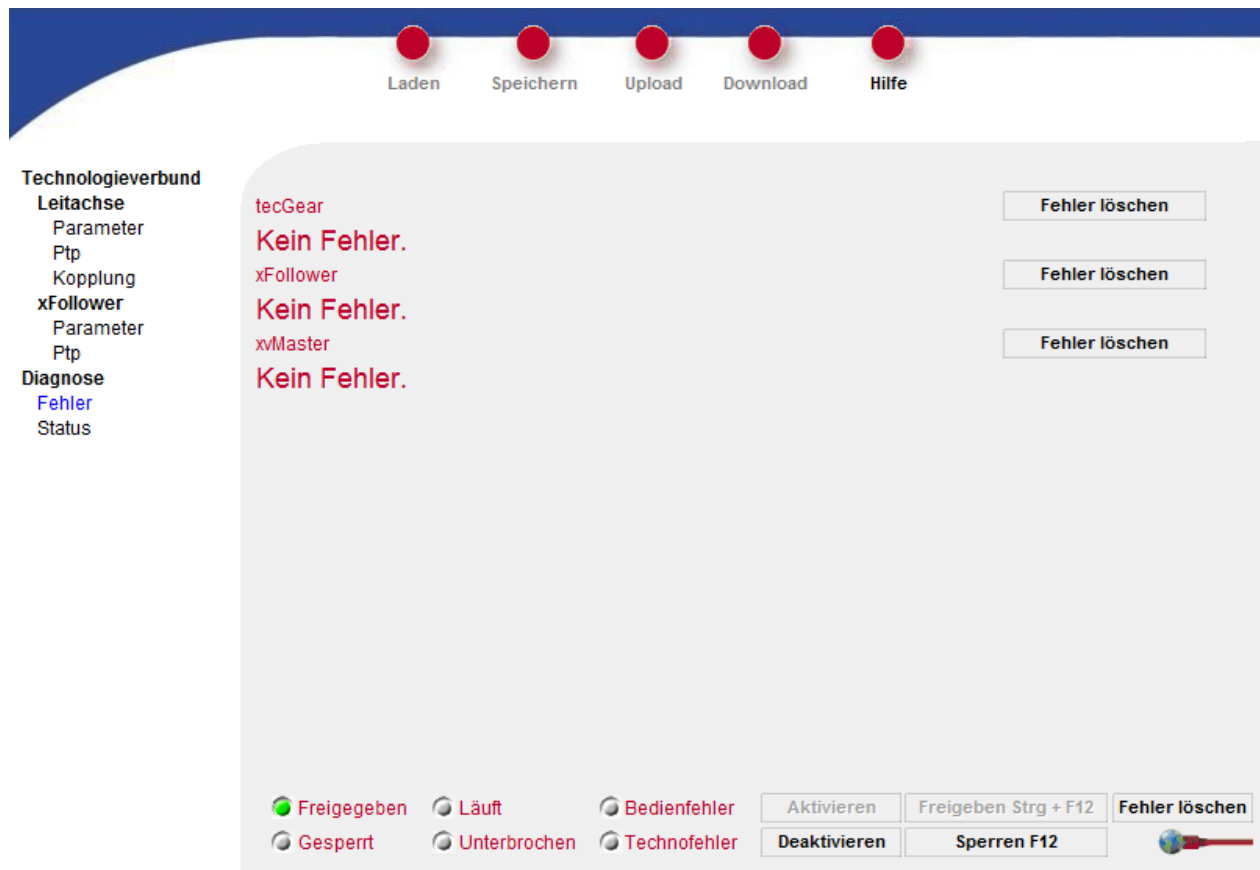 Laden Speichern Upload Download Hilfe
Technologieverbund
Leitachse
Parameter
Ptp
Kopplung
xFollower
Parameter
Ptp
Diagnose
Fehler
Status
tecGear Fehler löschen
Kein Fehler.
xFollower Fehler löschen
Kein Fehler.
xvMaster Fehler löschen
Kein Fehler.
Freigegeben Läuft Bedienfehler Aktivieren Freigeben Strg + F12 Fehler löschen
Gesperrt Unterbrochen Technofehler Deaktivieren Sperren F12